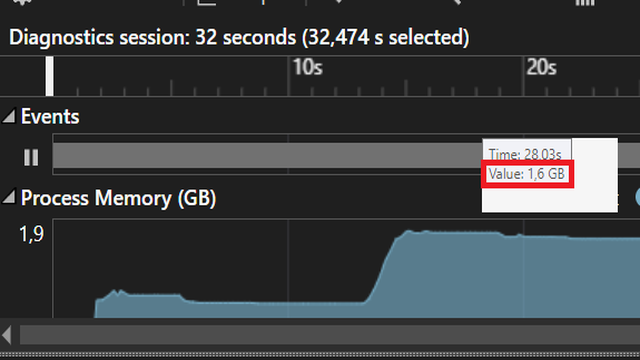 Diagnostics session: 32 seconds (32,474 s selected)
10s
20s
Events
Time: 28.03s
Value: 1,6 GB
Process Memory (GB)
1,9